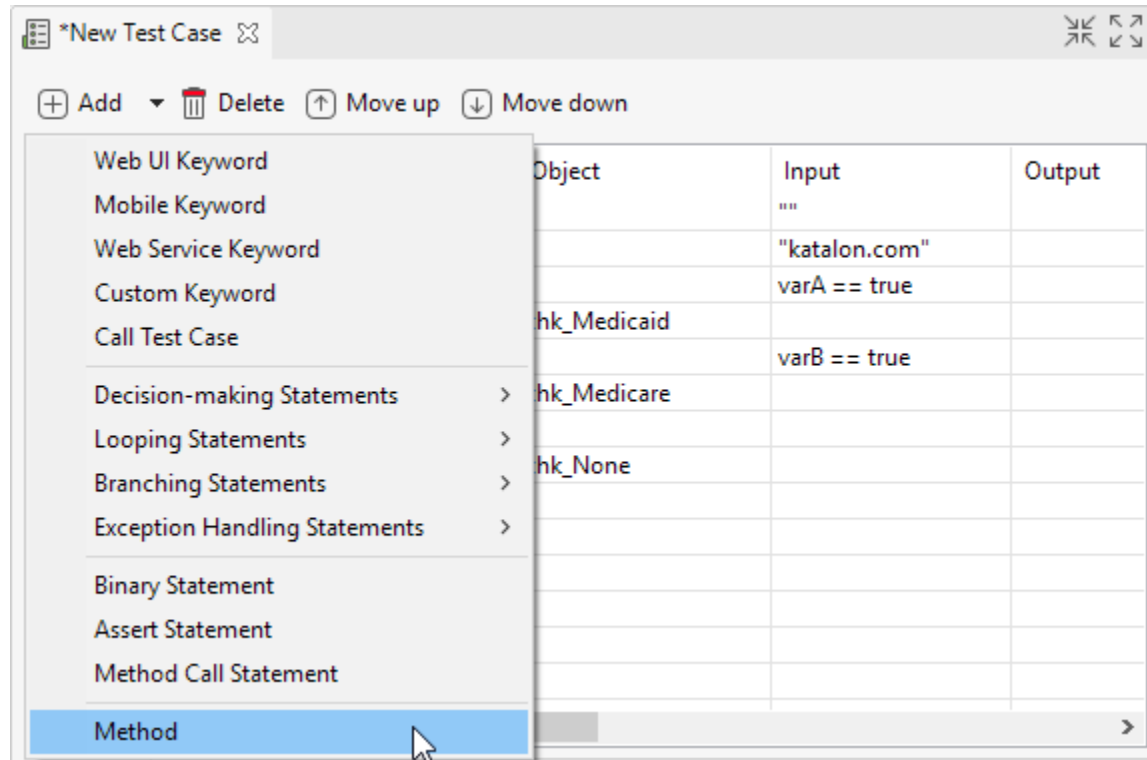 *New Test Case
Add Delete Move up Move down
Web UI Keyword
Mobile Keyword
Web Service Keyword
Custom Keyword
Call Test Case
Decision-making Statements
Looping Statements
Branching Statements
Exception Handling Statements
Binary Statement
Assert Statement
Method Call Statement
Method
Object Input Output
""
"katalon.com"
varA == true
hk_Medicaid
varB == true
hk_Medicare
hk_None